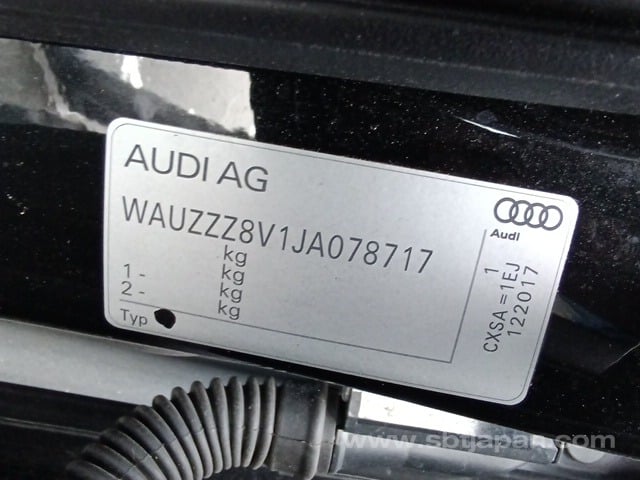 AUDI AG
WAUZZZ8V1JA078717
kg
1 - kg
2 - kg
kg
Typ
Audi
1
CXSA =1EJ
122017
www.sbtjapan.com